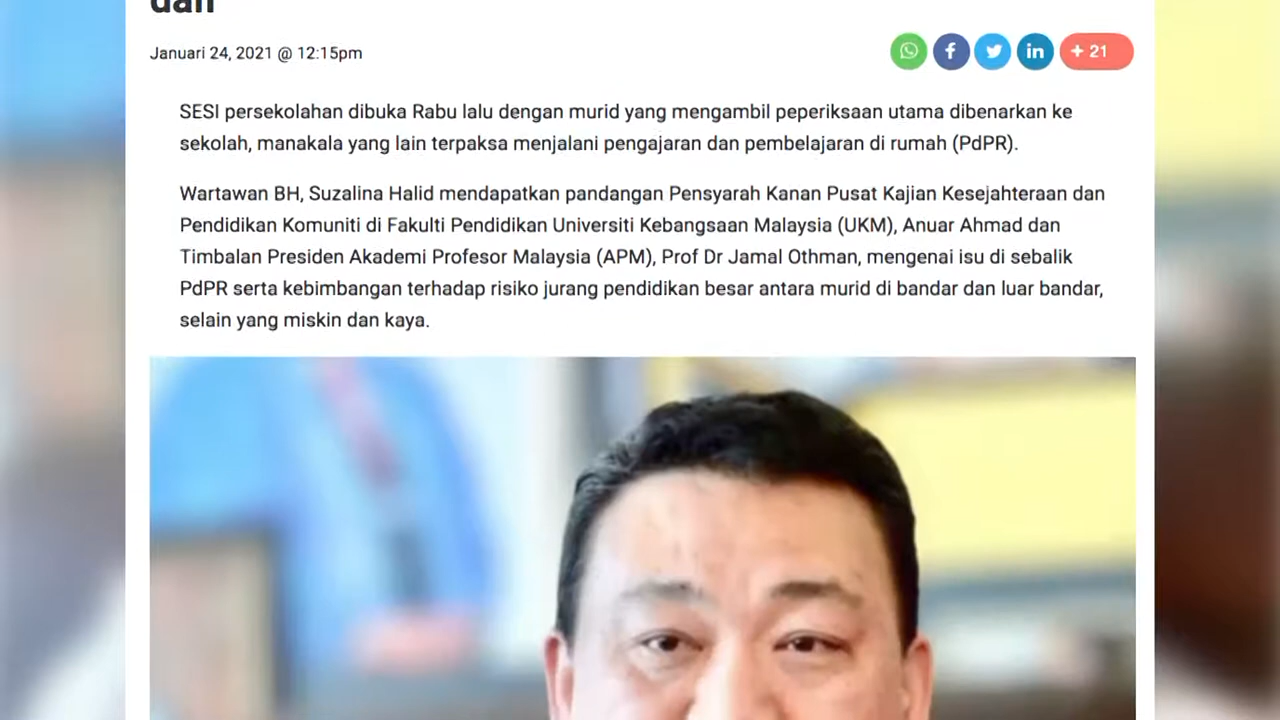 dan
Januari 24, 2021 @ 12:15pm
f
in
+ 21
SESI persekolahan dibuka Rabu lalu dengan murid yang mengambil peperiksaan utama dibenarkan ke
sekolah, manakala yang lain terpaksa menjalani pengajaran dan pembelajaran di rumah (PdPR).
Wartawan BH, Suzalina Halid mendapatkan pandangan Pensyarah Kanan Pusat Kajian Kesejahteraan dan
Pendidikan Komuniti di Fakulti Pendidikan Universiti Kebangsaan Malaysia (UKM), Anuar Ahmad dan
Timbalan Presiden Akademi Profesor Malaysia (APM), Prof Dr Jamal Othman, mengenai isu di sebalik
PdPR serta kebimbangan terhadap risiko jurang pendidikan besar antara murid di bandar dan luar bandar,
selain yang miskin dan kaya.